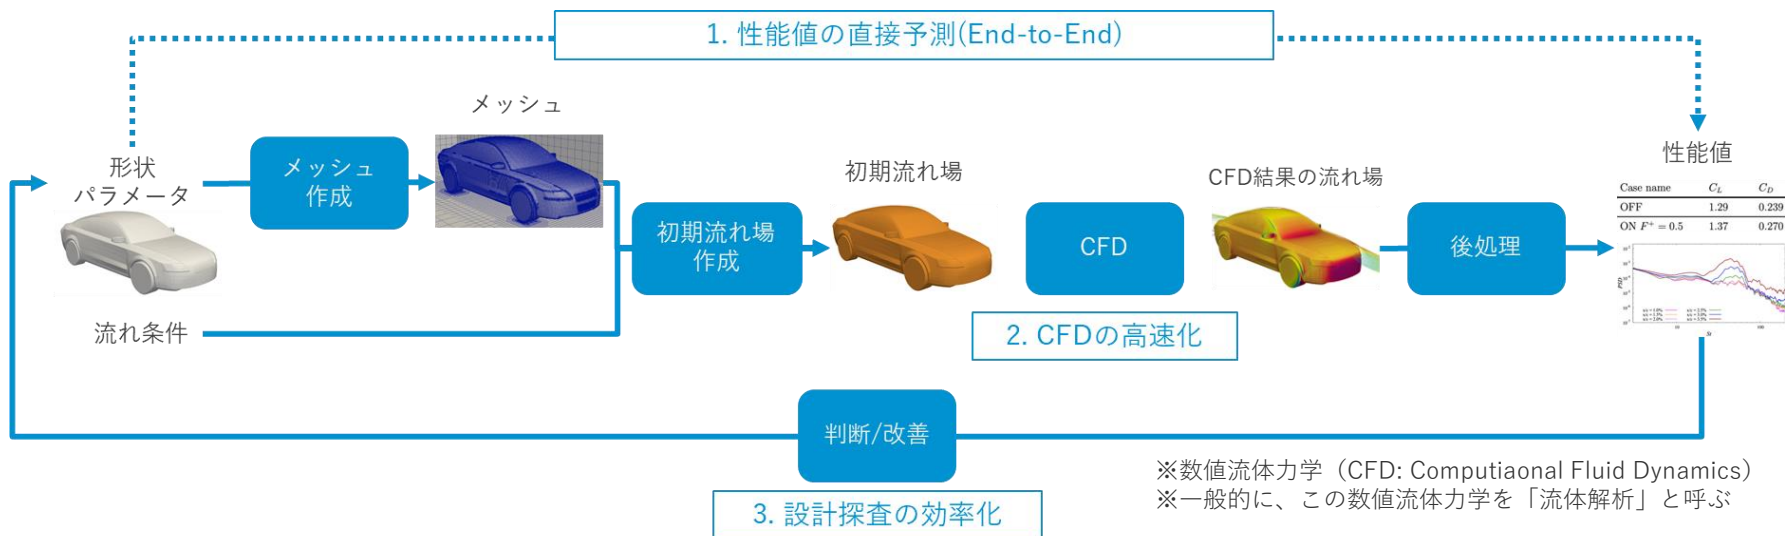 1. 性能値の直接予測(End-to-End)
メッシュ
形状
パラメータ
メッシュ
作成
初期流れ場
CFD結果の流れ場
性能値
初期流れ場
作成
CFD
後処理
Case name C_L C_D
OFF 1.29 0.239
ON F⁺ = 0.5 1.37 0.270
流れ条件
2. CFDの高速化
判断/改善
3. 設計探査の効率化
※数値流体力学（CFD: Computiaonal Fluid Dynamics）
※一般的に、この数値流体力学を「流体解析」と呼ぶ